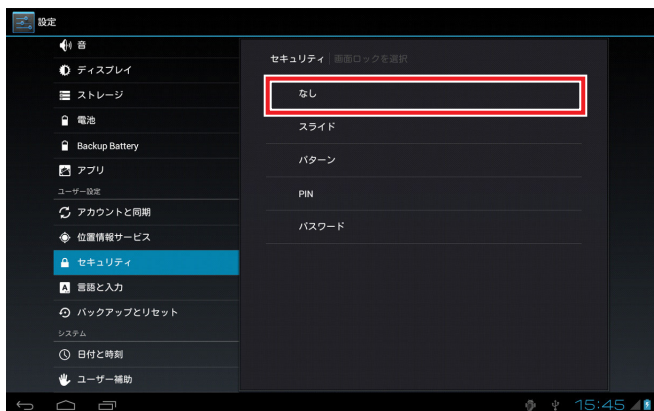 設定
音
ディスプレイ
ストレージ
電池
Backup Battery
アプリ
ユーザー設定
アカウントと同期
位置情報サービス
セキュリティ
A 言語と入力
バックアップとリセット
システム
日付と時刻
ユーザー補助
セキュリティ | 画面ロックを選択
なし
スライド
パターン
PIN
パスワード
15:45